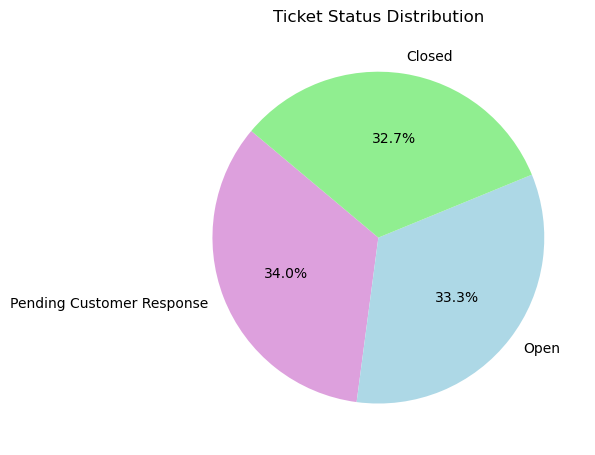 Ticket Status Distribution
Closed
32.7%
34.0%
Pending Customer Response
33.3%
Open